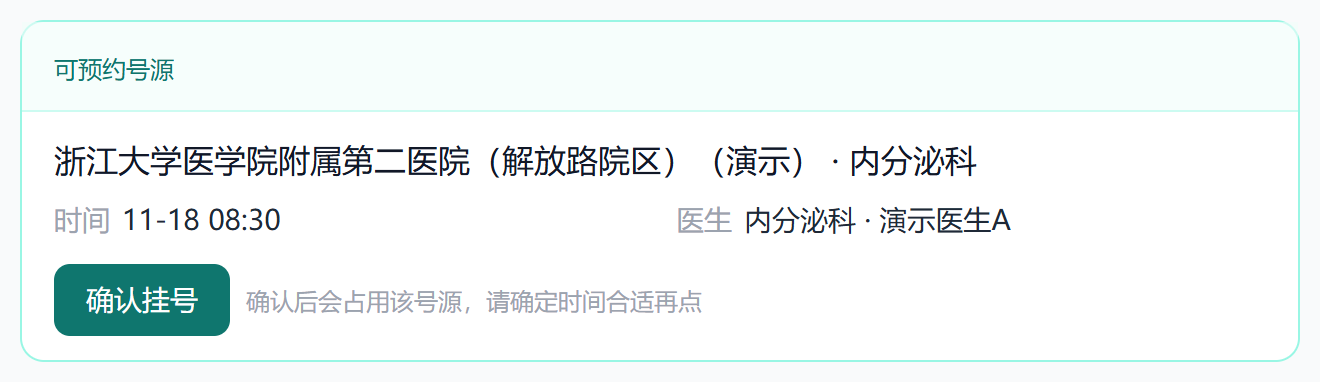 可预约号源
浙江大学医学院附属第二医院（解放路院区）（演示） · 内分泌科
时间 11-18 08:30 医生 内分泌科 · 演示医生A
确认挂号 确认后会占用该号源，请确定时间合适再点